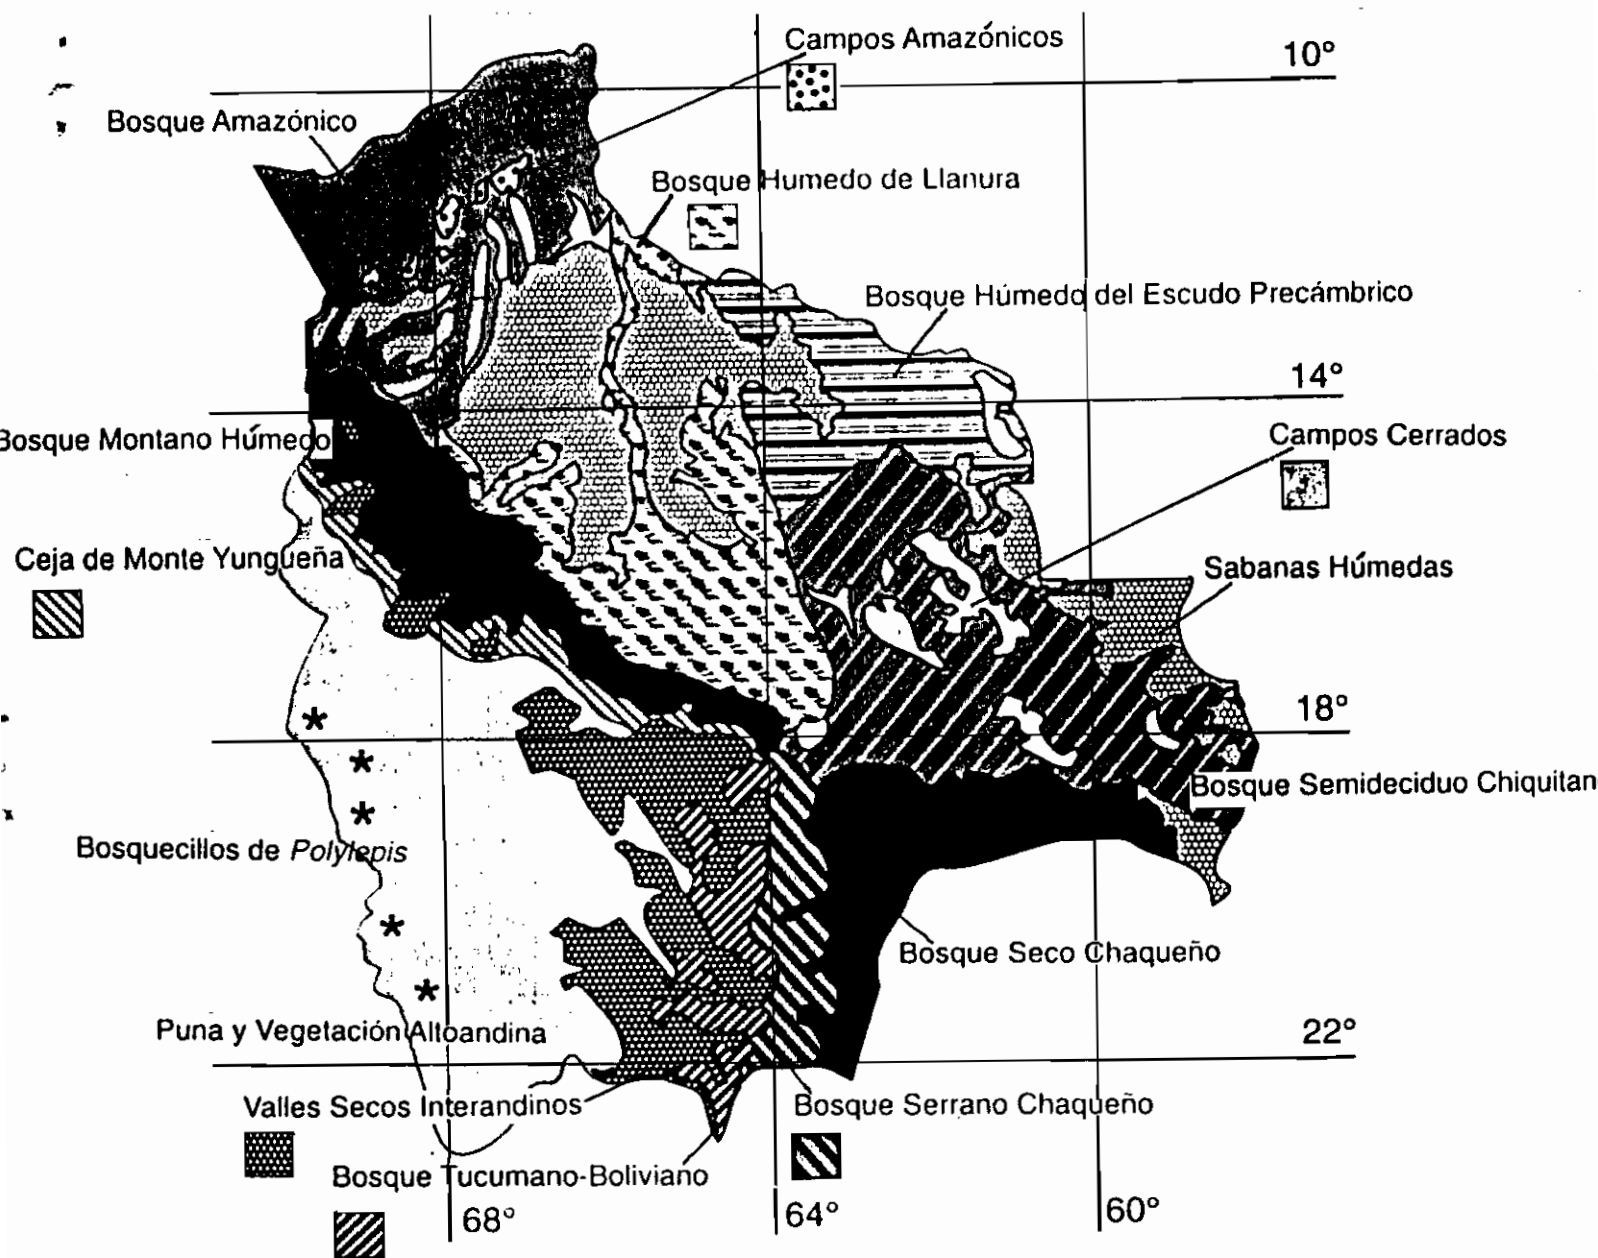 Campos Amazónicos
10°
Bosque Amazónico
Bosque Humedo de Llanura
Bosque Húmedo del Escudo Precámbrico
14°
Bosque Montano Húmedo
Campos Cerrados
Ceja de Monte Yungueña
Sabanas Húmedas
18°
Bosque Semideciduo Chiquitan
Bosquecillos de Polylepis
Bosque Seco Chaqueño
Puna y Vegetación Altoandina
22°
Valles Secos Interandinos
Bosque Serrano Chaqueño
Bosque Tucumano-Boliviano
68°
64°
60°